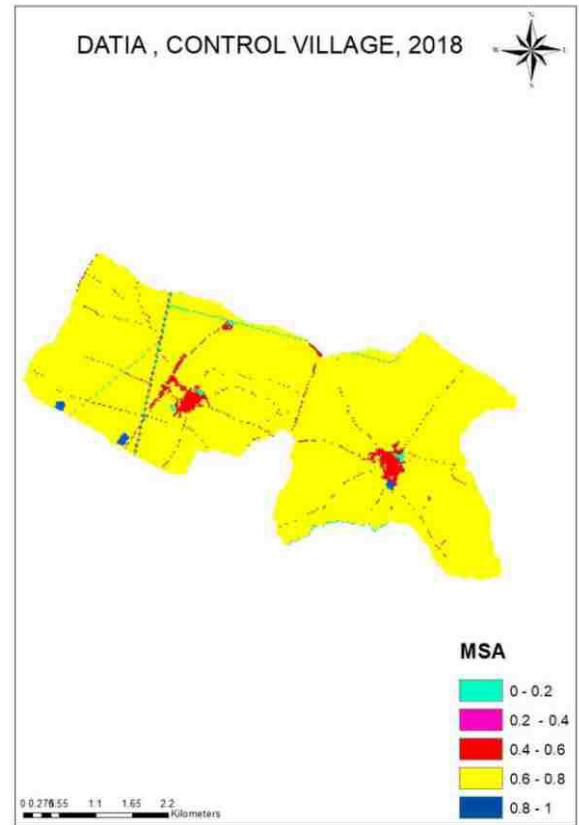 DATIA , CONTROL VILLAGE, 2018
N
W
E
S
MSA
0 - 0.2
0.2 - 0.4
0.4 - 0.6
0.6 - 0.8
0.8 - 1
1.1 1.65 2.2
Kilometers